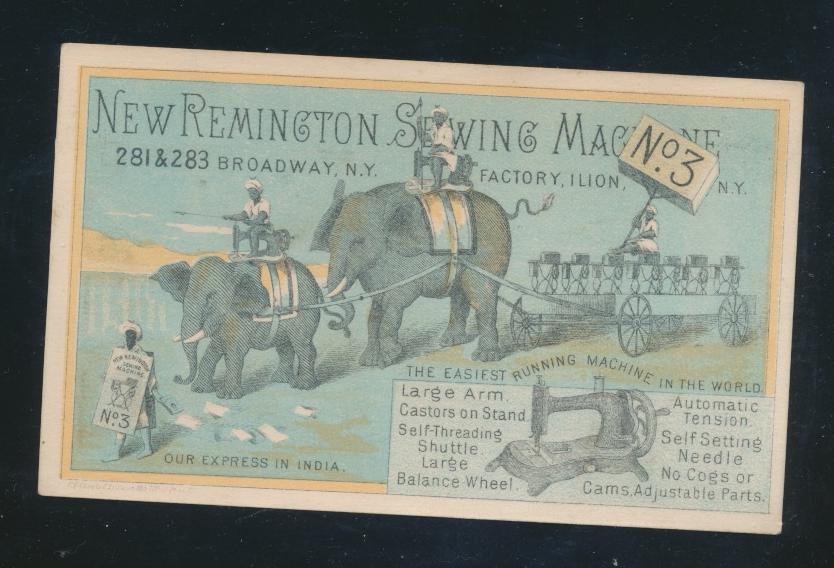 NEW REMINGTON SEWING MACHINE
281 & 283 BROADWAY, N.Y. FACTORY, ILION, N.Y.
No. 3
NEW REMINGTON
SEWING
MACHINE
No. 3
OUR EXPRESS IN INDIA.
THE EASIEST RUNNING MACHINE IN THE WORLD.
Large Arm.
Castors on Stand.
Self-Threading
Shuttle.
Large
Balance Wheel.
Automatic
Tension.
Self Setting
Needle
No Cogs or
Cams, Adjustable Parts.